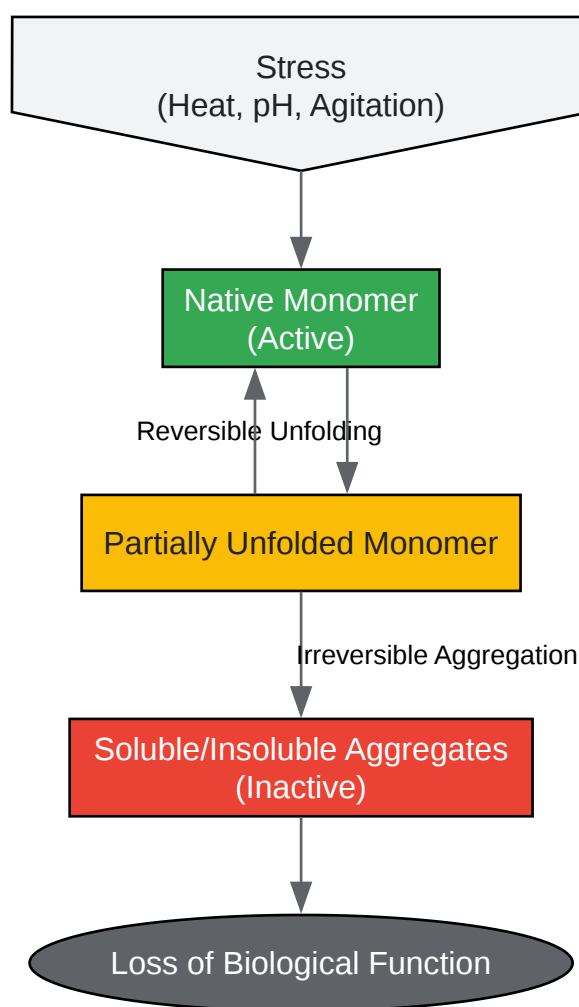 Stress
(Heat, pH, Agitation)
Native Monomer
(Active)
Reversible Unfolding
Partially Unfolded Monomer
Irreversible Aggregation
Soluble/Insoluble Aggregates
(Inactive)
Loss of Biological Function